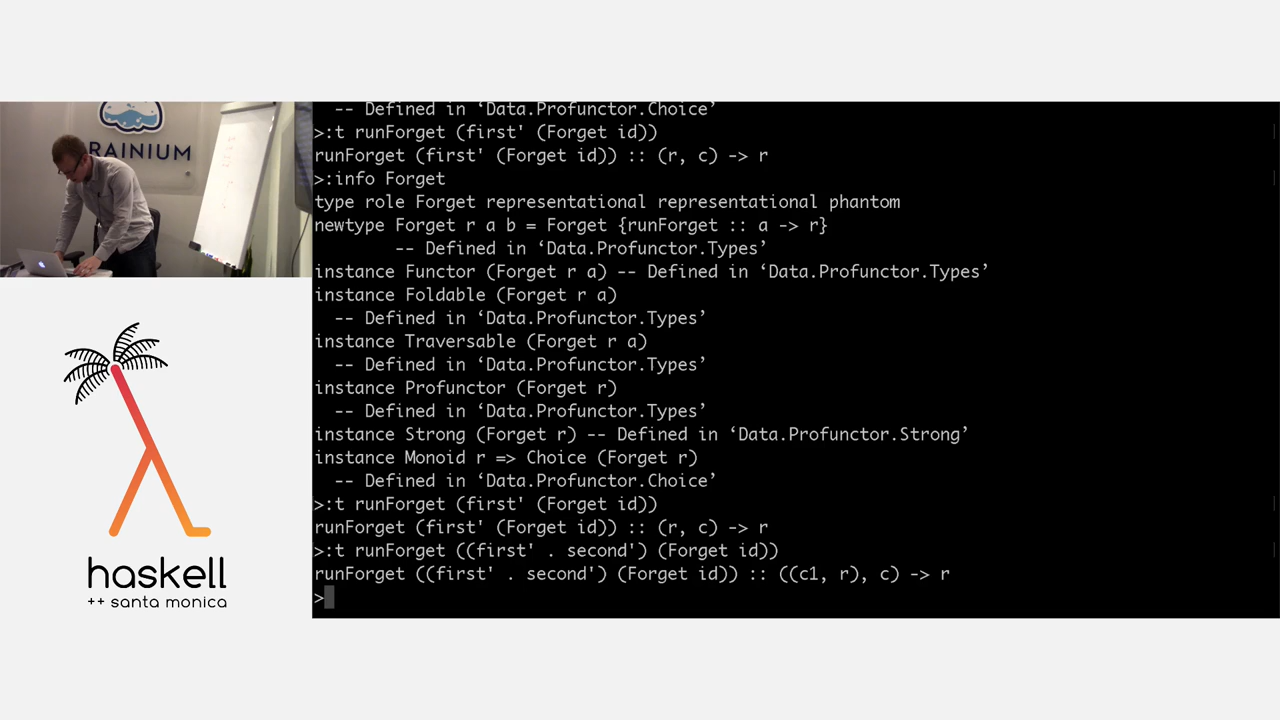 RAINIUM
-- Defined in ‘Data.Profunctor.Choice’
>:t runForget (first' (Forget id))
runForget (first' (Forget id)) :: (r, c) -> r
>:info Forget
type role Forget representational representational phantom
newtype Forget r a b = Forget {runForget :: a -> r}
-- Defined in ‘Data.Profunctor.Types’
instance Functor (Forget r a) -- Defined in ‘Data.Profunctor.Types’
instance Foldable (Forget r a)
-- Defined in ‘Data.Profunctor.Types’
instance Traversable (Forget r a)
-- Defined in ‘Data.Profunctor.Types’
instance Profunctor (Forget r)
-- Defined in ‘Data.Profunctor.Types’
instance Strong (Forget r) -- Defined in ‘Data.Profunctor.Strong’
instance Monoid r => Choice (Forget r)
-- Defined in ‘Data.Profunctor.Choice’
>:t runForget (first' (Forget id))
runForget (first' (Forget id)) :: (r, c) -> r
>:t runForget ((first' . second') (Forget id))
runForget ((first' . second') (Forget id)) :: ((c1, r), c) -> r
>
haskell
++ santa monica